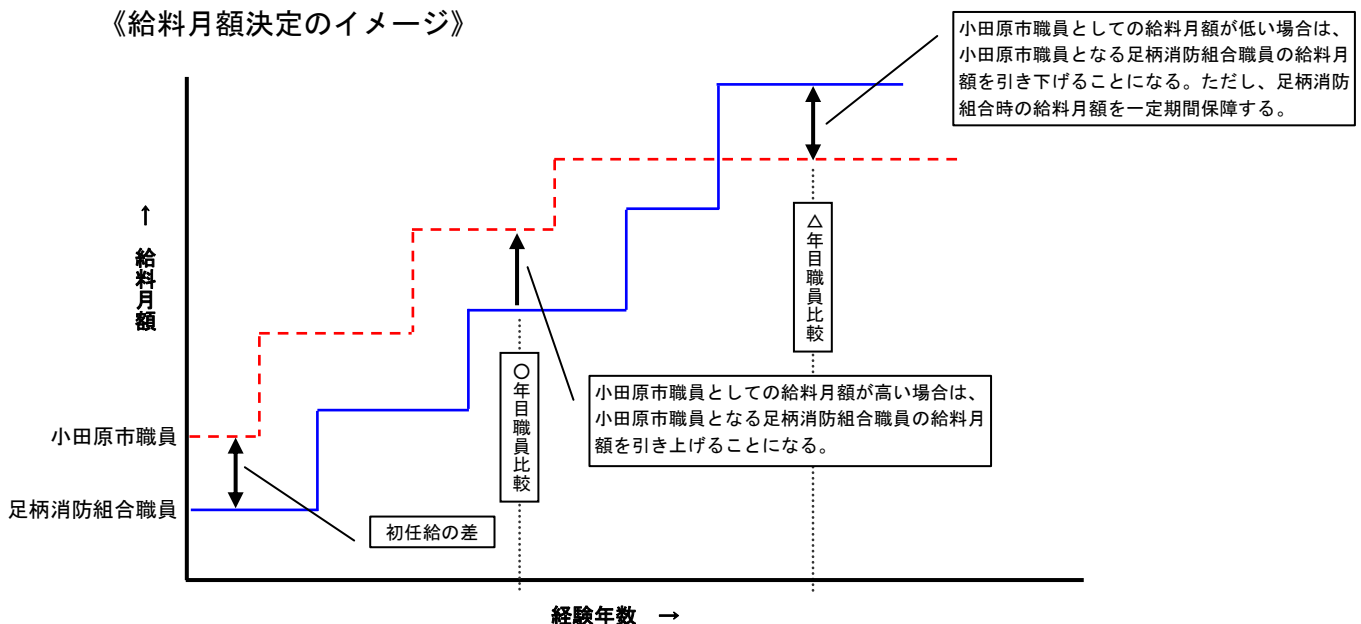 《給料月額決定のイメージ》
小田原市職員としての給料月額が低い場合は、
小田原市職員となる足柄消防組合職員の給料月
額を引き下げることになる。ただし、足柄消防
組合時の給料月額を一定期間保障する。
↑ 給料月額
△年目職員比較
〇年目職員比較
小田原市職員としての給料月額が高い場合は、
小田原市職員となる足柄消防組合職員の給料月
額を引き上げることになる。
小田原市職員
足柄消防組合職員
初任給の差
経験年数 →